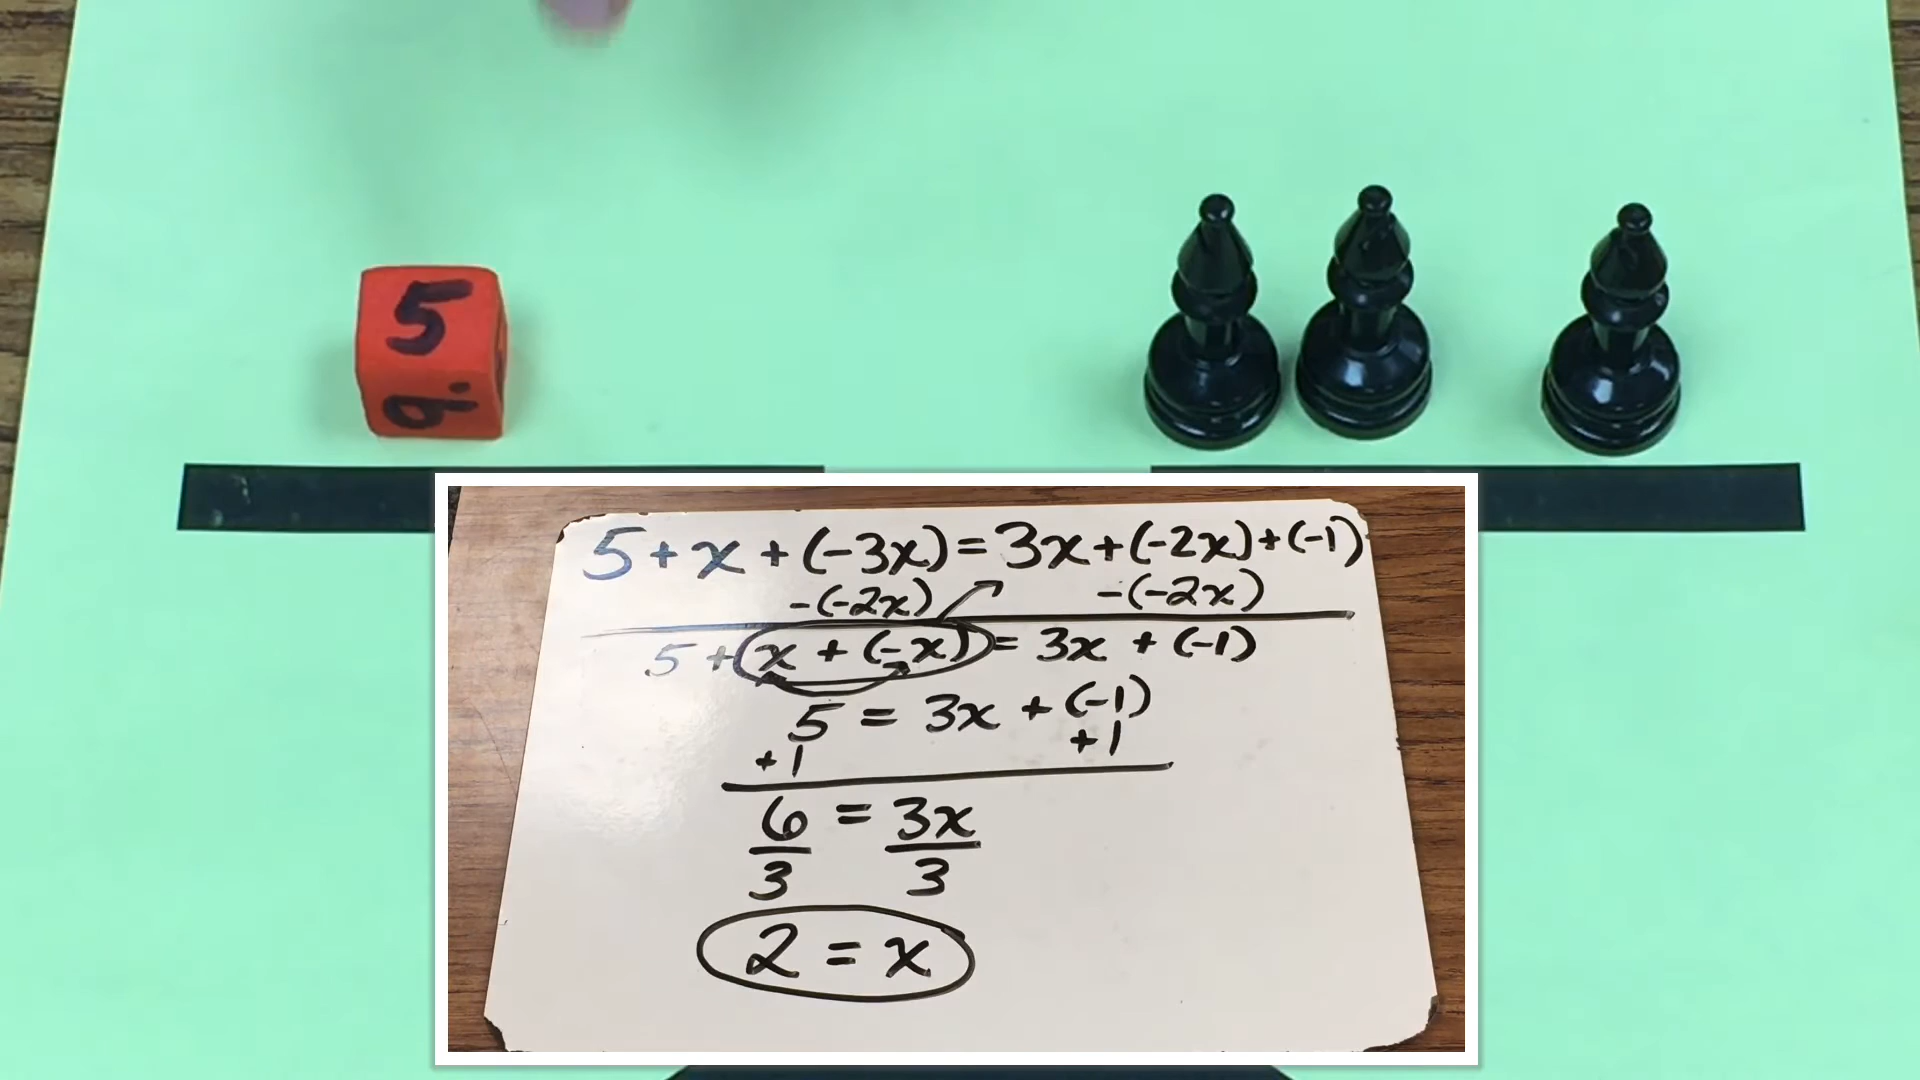 5
9.
5 + x + (-3x) = 3x + (-2x) + (-1)
-(-2x) -(-2x)
5 + (x + (-x)) = 3x + (-1)
5 = 3x + (-1)
+1 +1
6 = 3x
3 3
2 = x